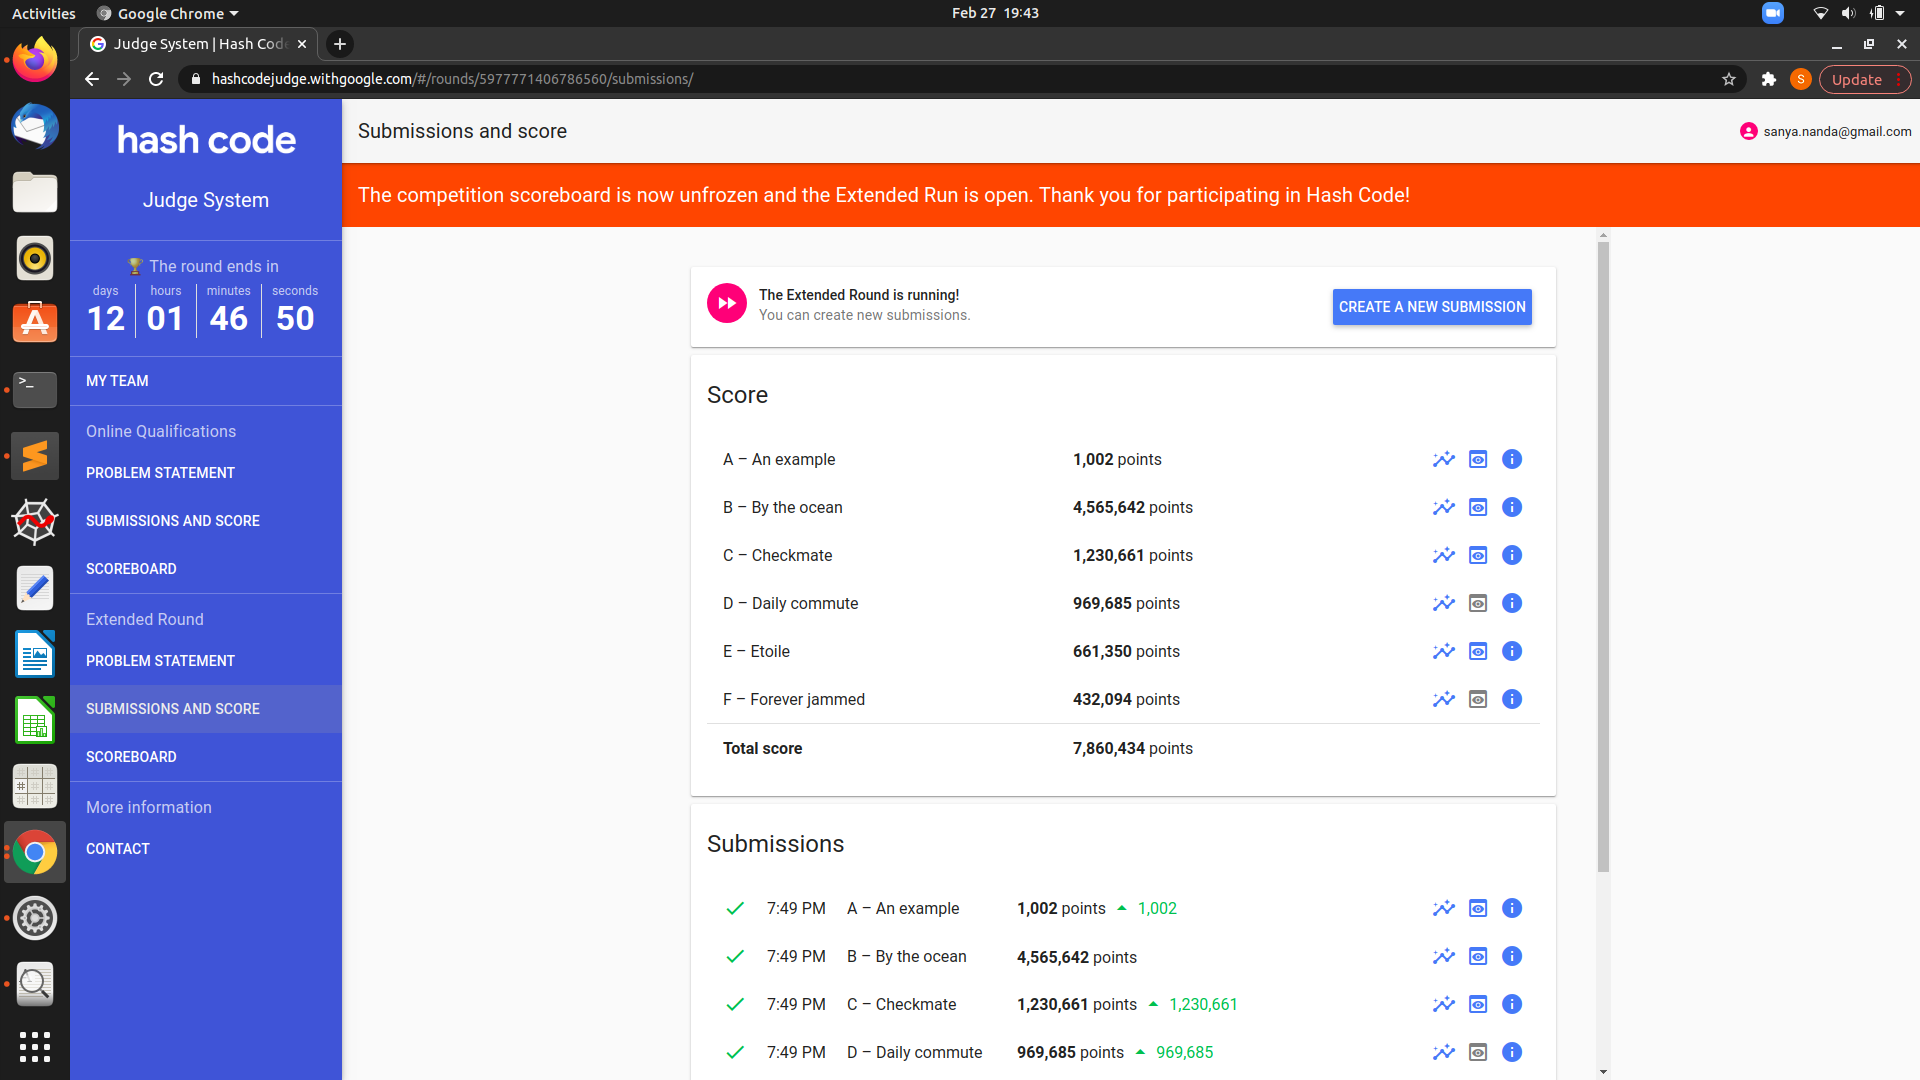 Activities
Google Chrome
Feb 27 19:43
Judge System | Hash Cod
hashcodejudge.withgoogle.com/#/rounds/5977771406786560/submissions/
S
Update
hash code
Judge System
The round ends in
days hours minutes seconds
12 01 46 50
MY TEAM
Online Qualifications
PROBLEM STATEMENT
SUBMISSIONS AND SCORE
SCOREBOARD
Extended Round
PROBLEM STATEMENT
SUBMISSIONS AND SCORE
SCOREBOARD
More information
CONTACT
Submissions and score
sanya.nanda@gmail.com
The competition scoreboard is now unfrozen and the Extended Run is open. Thank you for participating in Hash Code!
The Extended Round is running!
You can create new submissions.
CREATE A NEW SUBMISSION
Score
A – An example 1,002 points
B – By the ocean 4,565,642 points
C – Checkmate 1,230,661 points
D – Daily commute 969,685 points
E – Etoile 661,350 points
F – Forever jammed 432,094 points
Total score 7,860,434 points
Submissions
7:49 PM A – An example 1,002 points 1,002
7:49 PM B – By the ocean 4,565,642 points
7:49 PM C – Checkmate 1,230,661 points 1,230,661
7:49 PM D – Daily commute 969,685 points 969,685